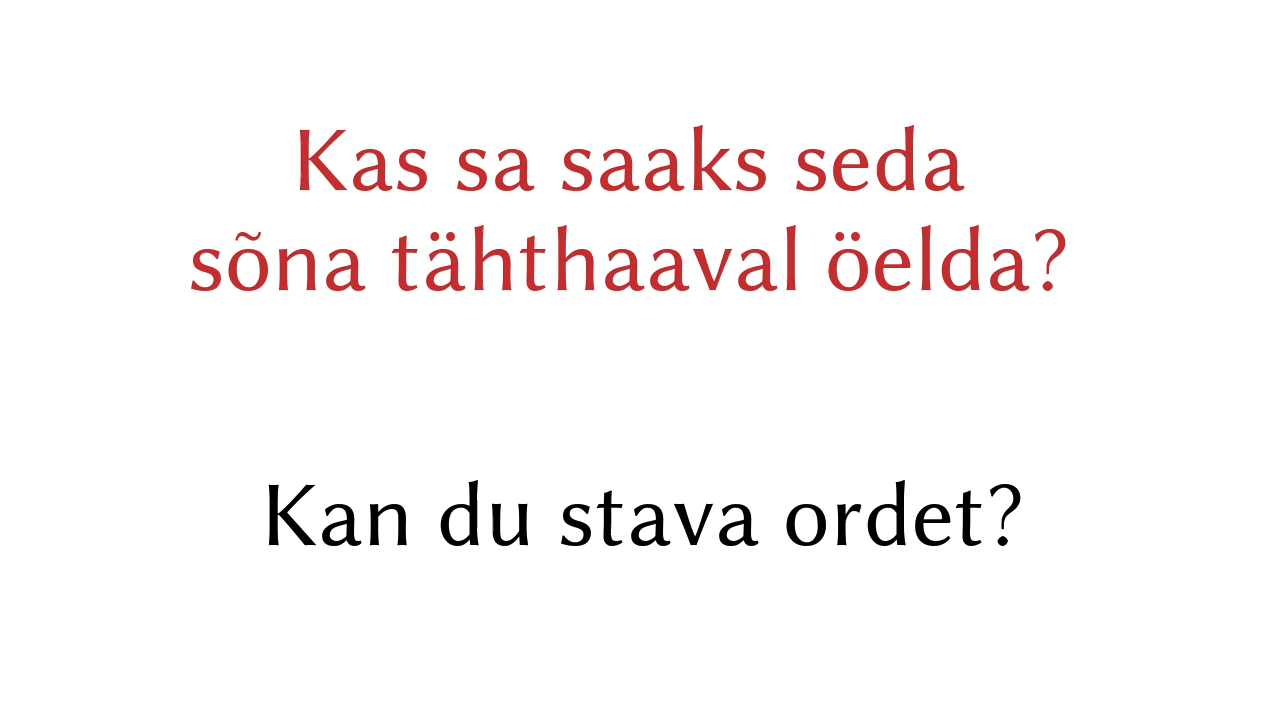 Kas sa saaks seda
sõna tähthaaval öelda?
Kan du stava ordet?